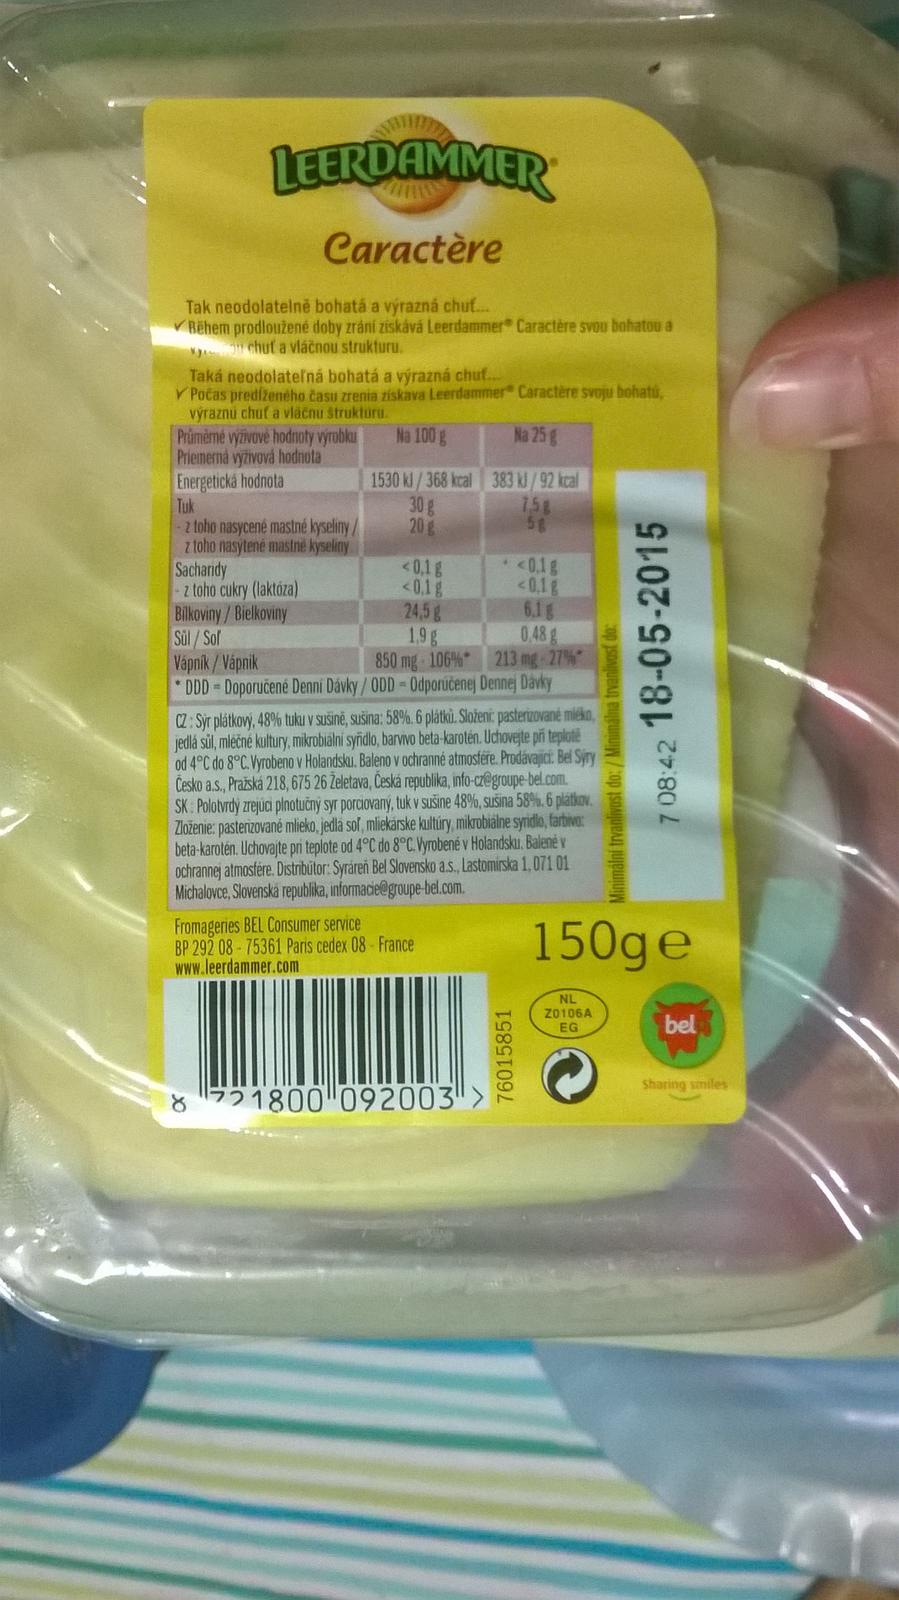 LEERDAMMER®
Caractère
Tak neodolatelně bohatá a výrazná chuť...
✓ Během prodloužené doby zrání získává Leerdammer® Caractère svou bohatou a
chuť a vláčnou strukturu.
Taká neodolateľná bohatá a výrazná chuť...
✓ Počas predĺženého času zrenia získava Leerdammer® Caractère svoju bohatú,
výraznú chuť a vláčnu štruktúru.
Průměrné výživové hodnoty výrobku Na 100 g Na 25 g
Priemerná výživová hodnota
Energetická hodnota 1530 kJ / 368 kcal 383 kJ / 92 kcal
Tuk 30 g 7,5 g
- z toho nasycené mastné kyseliny / 20 g 5 g
z toho nasýtené mastné kyseliny
Sacharidy <0,1 g <0,1 g
- z toho cukry (laktóza) <0,1 g <0,1 g
Bílkoviny / Bielkoviny 24,5 g 6,1 g
Sůl / Soľ 1,9 g 0,48 g
Vápník / Vápnik 850 mg - 106%* 213 mg - 27%*
* DDD = Doporučené Denní Dávky / ODD = Odporúčenej Dennej Dávky
CZ : Sýr plátkový, 48% tuku v sušině, sušina: 58%. 6 plátků. Složení: pasterizované mléko,
jedlá sůl, mléčné kultury, mikrobiální syřidlo, barvivo beta-karotén. Uchovejte při teplotě
od 4°C do 8°C. Vyrobeno v Holandsku. Baleno v ochranné atmosféře. Prodávající: Bel Sýry
Česko a.s., Pražská 218, 675 26 Želetava, Česká republika, info-cz@groupe-bel.com.
SK : Polotvrdý zrejúci plnotučný syr porciovaný, tuk v sušine 48%, sušina 58%. 6 plátkov.
Zloženie: pasterizované mlieko, jedlá soľ, mliekárske kultúry, mikrobiálne syridlo, farbivo:
beta-karotén. Uchovajte pri teplote od 4°C do 8°C. Vyrobené v Holandsku. Balené v
ochrannej atmosfére. Distribútor: Syráreň Bel Slovensko a.s., Lastomírska 1, 071 01
Michalovce, Slovenská republika, informacie@groupe-bel.com.
Minimální trvanlivost do: / Minimálna trvanlivosť do:
7 08:42 18-05-2015
Fromageries BEL Consumer service
BP 292 08 - 75361 Paris cedex 08 - France
www.leerdammer.com
150g e
NL
Z0106A
EG
bel
Sharing smiles
76015851
8 721800 092003 >